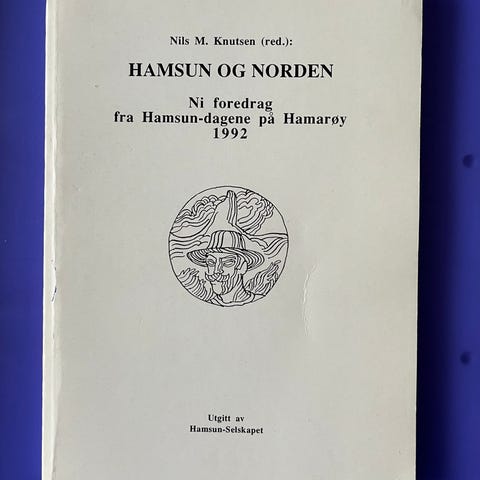 Nils M. Knutsen (red.):
HAMSUN OG NORDEN
Ni foredrag
fra Hamsun-dagene på Hamarøy
1992
Utgitt av
Hamsun-Selskapet